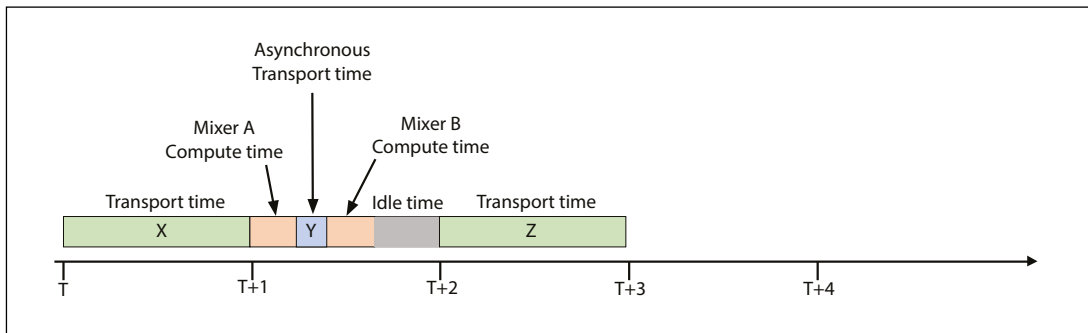 Asynchronous
Transport time
Mixer A
Compute time
Mixer B
Compute time
Transport time
Idle time
Transport time
X
Y
Z
T
T+1
T+2
T+3
T+4